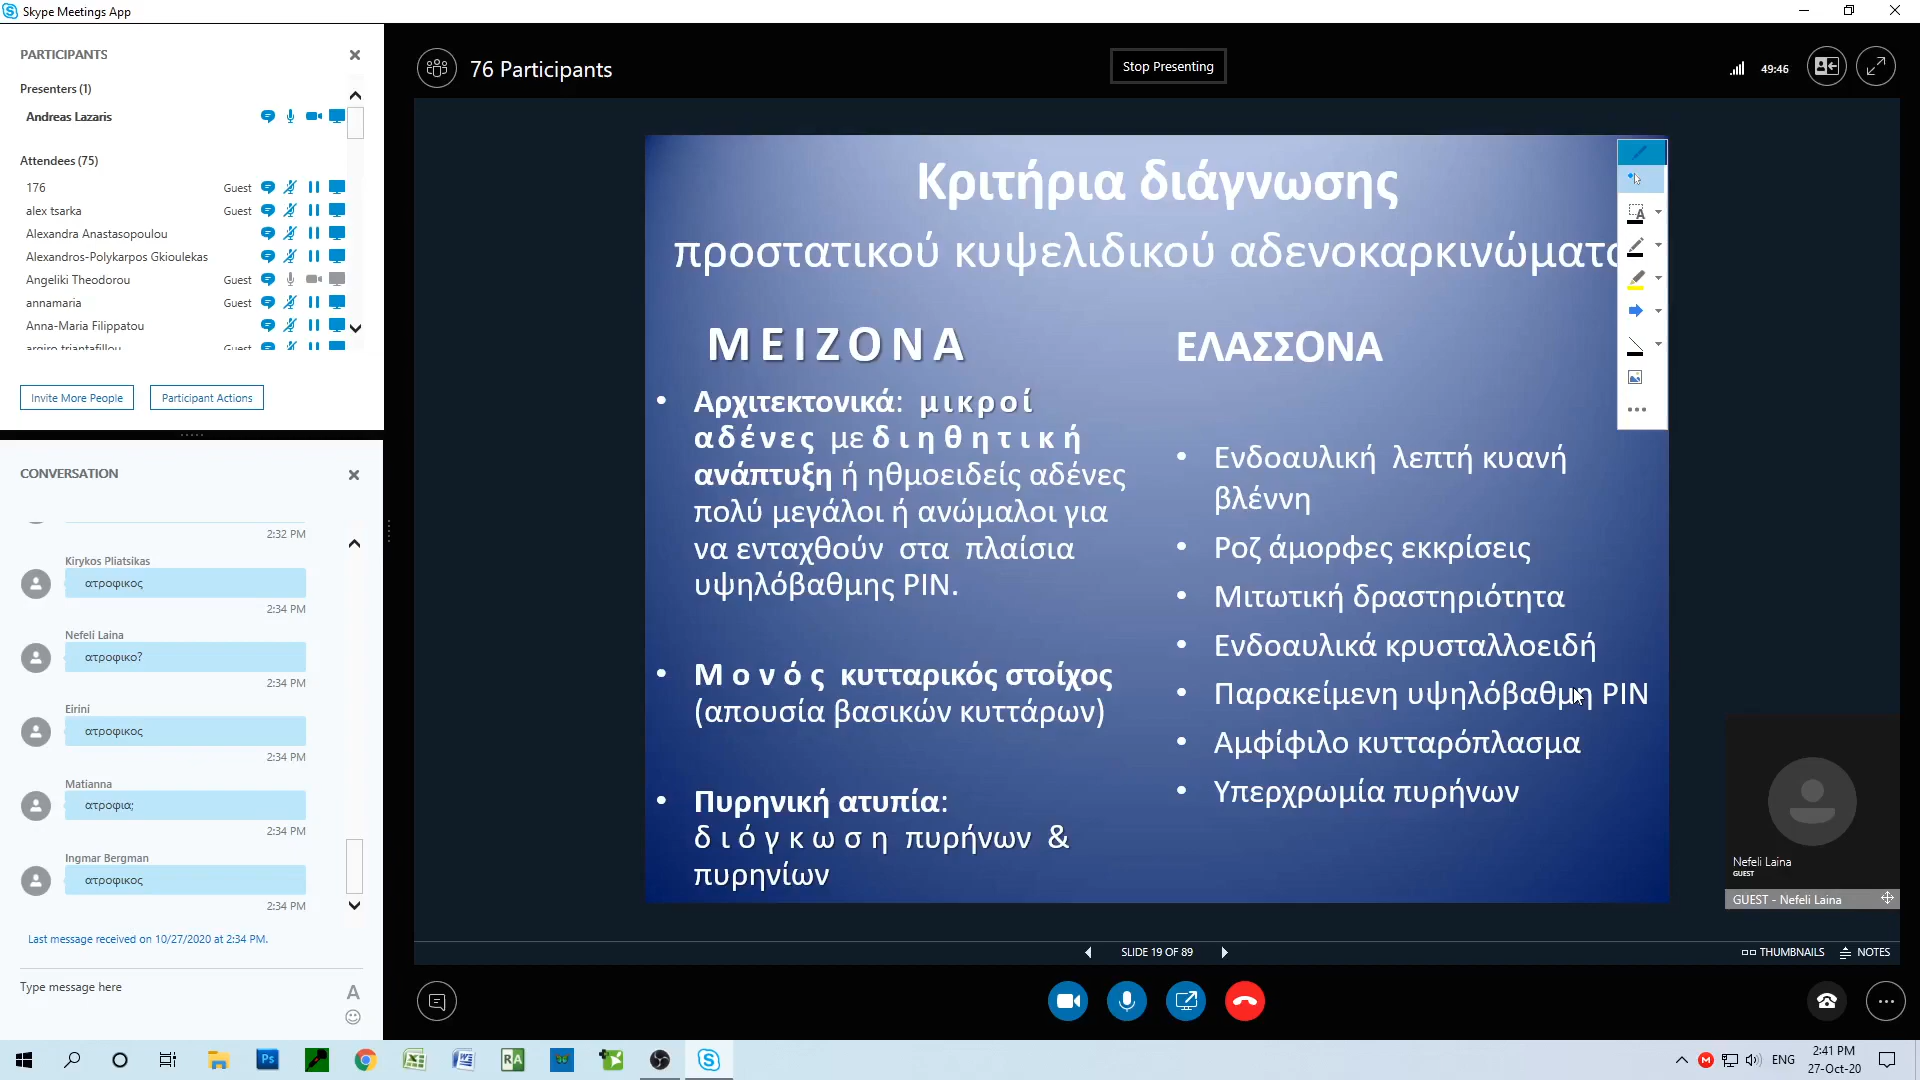 Skype Meetings App
PARTICIPANTS
Presenters (1)
Andreas Lazaris
Attendees (75)
176 Guest
alex tsarka Guest
Alexandra Anastasopoulou
Alexandros-Polykarpos Gkioulekas
Angeliki Theodorou Guest
annamaria Guest
Anna-Maria Filippatou
argiro triantafillou Guest
Invite More People Participant Actions
CONVERSATION
2:32 PM
Kirykos Pliatsikas
ατροφικος
2:34 PM
Nefeli Laina
ατροφικο?
2:34 PM
Eirini
ατροφικος
2:34 PM
Matianna
ατροφια;
2:34 PM
Ingmar Bergman
ατροφικος
2:34 PM
Last message received on 10/27/2020 at 2:34 PM.
Type message here
76 Participants
Stop Presenting
49:46
Κριτήρια διάγνωσης
προστατικού κυψελιδικού αδενοκαρκινώματο
ΜΕΙΖΟΝΑ
• Αρχιτεκτονικά: μικροί
αδένες με διηθητική
ανάπτυξη ή ηθμοειδείς αδένες
πολύ μεγάλοι ή ανώμαλοι για
να ενταχθούν στα πλαίσια
υψηλόβαθμης PIN.
• Μονός κυτταρικός στοίχος
(απουσία βασικών κυττάρων)
• Πυρηνική ατυπία:
διόγκωση πυρήνων &
πυρηνίων
ΕΛΑΣΣΟΝΑ
• Ενδοαυλική λεπτή κυανή
βλέννη
• Ροζ άμορφες εκκρίσεις
• Μιτωτική δραστηριότητα
• Ενδοαυλικά κρυσταλλοειδή
• Παρακείμενη υψηλόβαθμη PIN
• Αμφίφιλο κυτταρόπλασμα
• Υπερχρωμία πυρήνων
Nefeli Laina
GUEST
GUEST - Nefeli Laina
SLIDE 19 OF 89
THUMBNAILS NOTES
ENG
2:41 PM
27-Oct-20